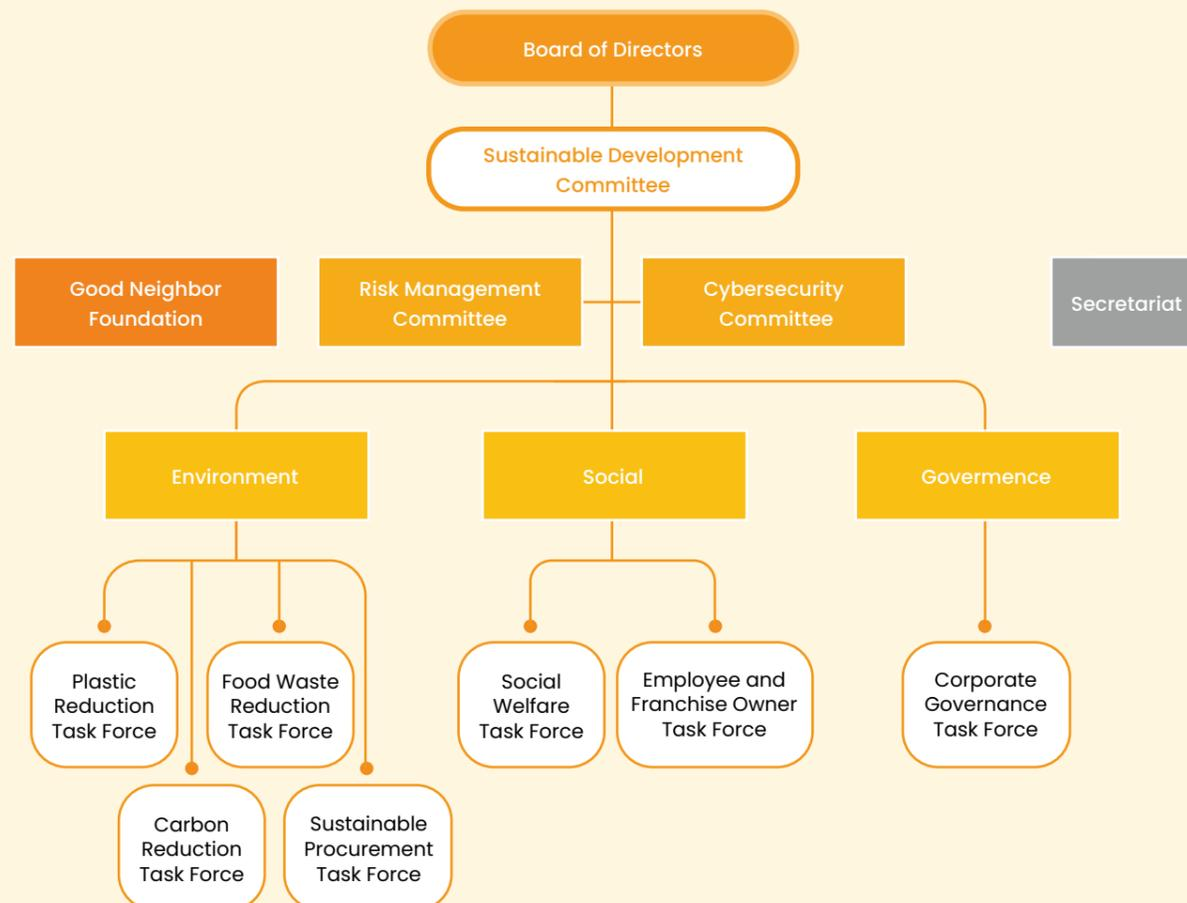 Board of Directors
Sustainable Development
Committee
Good Neighbor
Foundation
Risk Management
Committee
Cybersecurity
Committee
Secretariat
Environment
Social
Govermence
Plastic
Reduction
Task Force
Food Waste
Reduction
Task Force
Social
Welfare
Task Force
Employee and
Franchise Owner
Task Force
Corporate
Governance
Task Force
Carbon
Reduction
Task Force
Sustainable
Procurement
Task Force